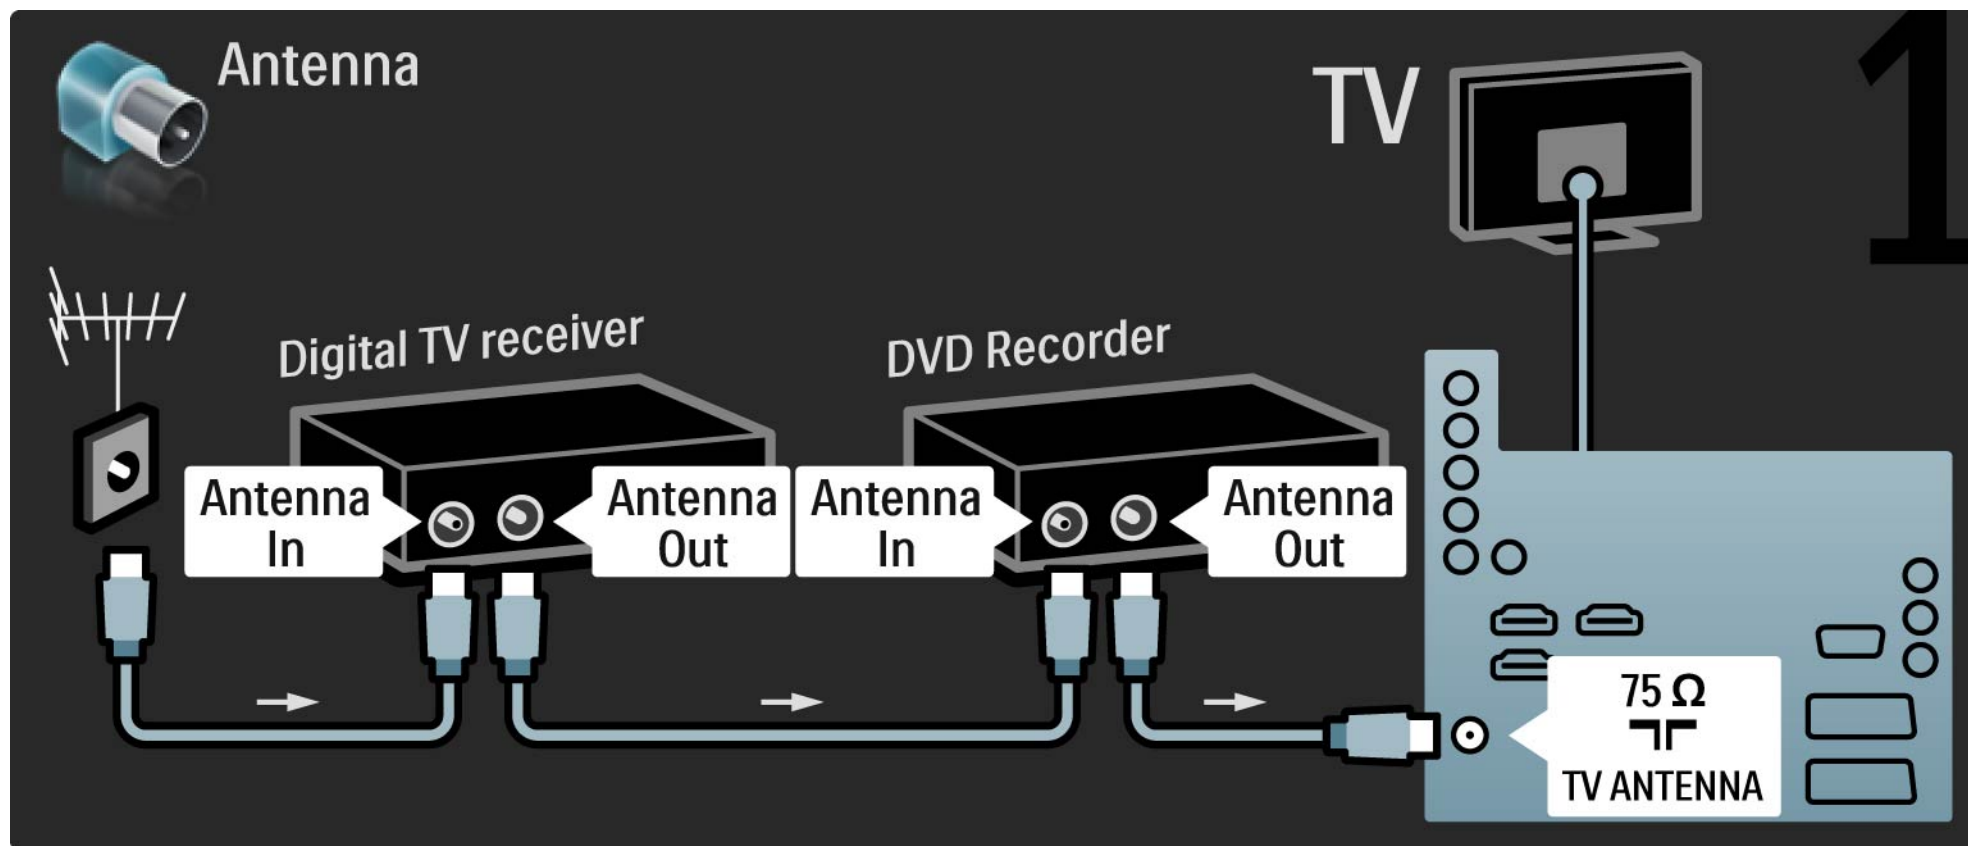 Antenna
TV
1
Digital TV receiver
DVD Recorder
Antenna
In
Antenna
Out
Antenna
In
Antenna
Out
75 Ω
TV ANTENNA